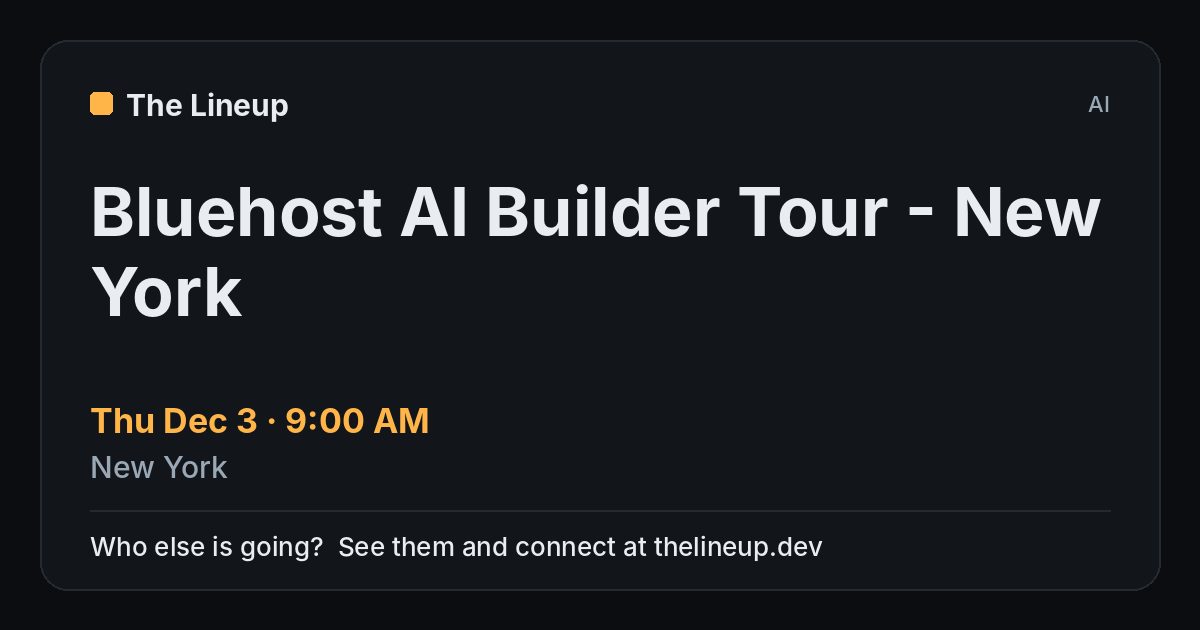 The Lineup
AI
Bluehost AI Builder Tour - New
York
Thu Dec 3 · 9:00 AM
New York
Who else is going? See them and connect at thelineup.dev